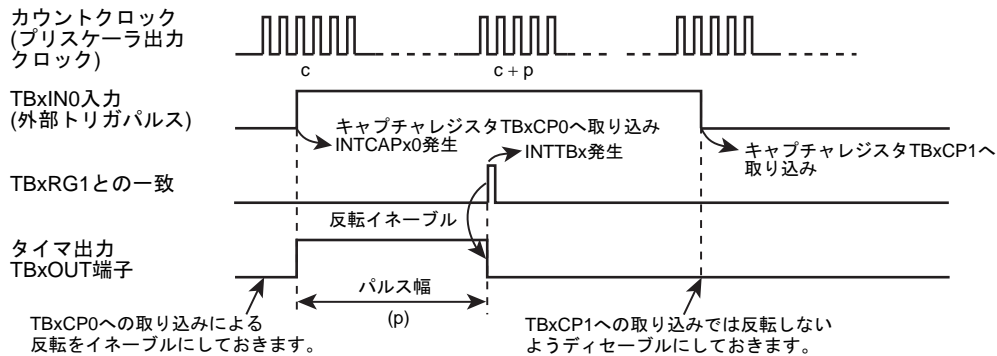 カウントクロック
(プリスケーラ出力
クロック)
c
c + p
TBxIN0入力
(外部トリガパルス)
キャプチャレジスタTBxCP0へ取り込み
INTCAPx0発生
INTTBx発生
キャプチャレジスタTBxCP1へ
取り込み
TBxRG1との一致
反転イネーブル
タイマ出力
TBxOUT端子
パルス幅
(p)
TBxCP0への取り込みによる
反転をイネーブルにしておきます。
TBxCP1への取り込みでは反転しない
ようディセーブルにしておきます。